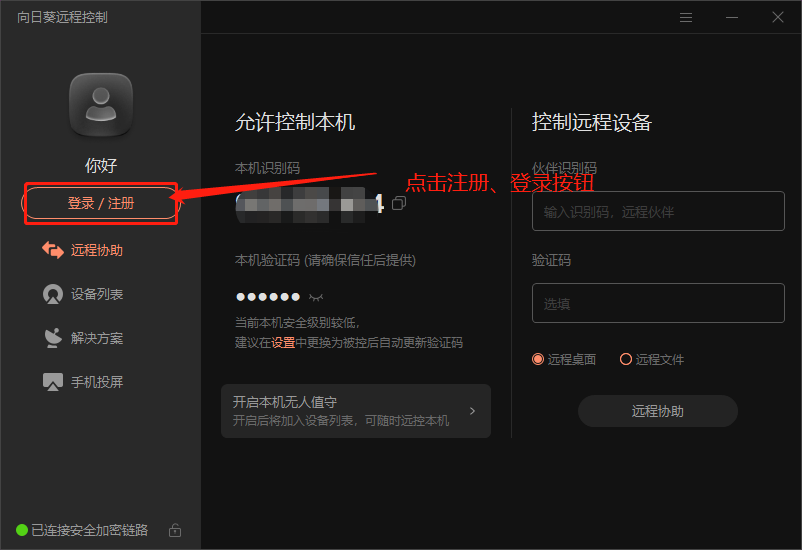 向日葵远程控制
你好
登录 / 注册
远程协助
设备列表
解决方案
手机投屏
已连接安全加密链路
允许控制本机
本机识别码
4
点击注册、登录按钮
本机验证码 (请确保信任后提供)
●●●●●●
当前本机安全级别较低，
建议在设置中更换为被控后自动更新验证码
开启本机无人值守
开启后将加入设备列表，可随时远控本机
控制远程设备
伙伴识别码
输入识别码，远程伙伴
验证码
选填
远程桌面
远程文件
远程协助